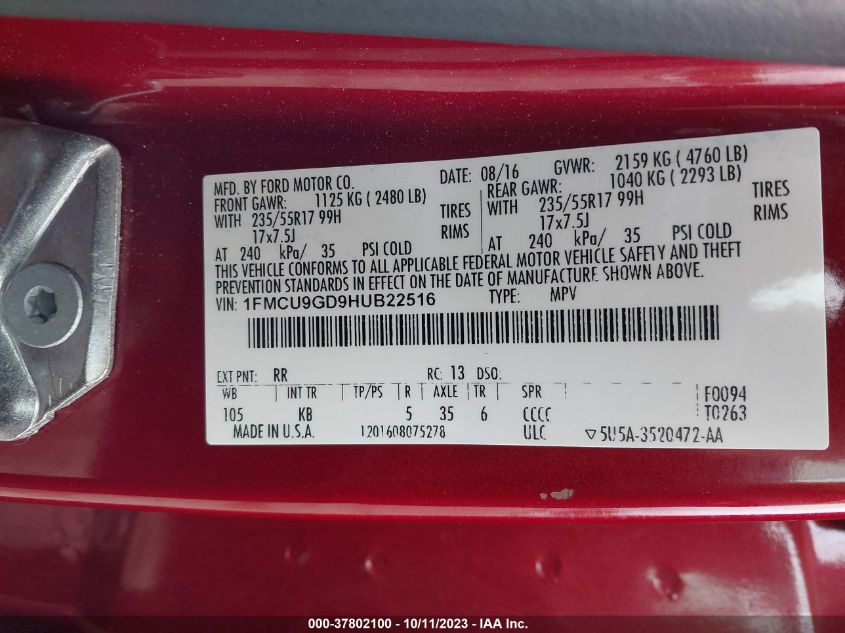 MFD. BY FORD MOTOR CO. DATE: 08/16 GVWR: 2159 KG ( 4760 LB)
FRONT GAWR: 1125 KG ( 2480 LB) REAR GAWR: 1040 KG ( 2293 LB)
WITH 235/55R17 99H TIRES WITH 235/55R17 99H TIRES
17x7.5J RIMS 17x7.5J RIMS
AT 240 kPa/ 35 PSI COLD AT 240 kPa/ 35 PSI COLD
THIS VEHICLE CONFORMS TO ALL APPLICABLE FEDERAL MOTOR VEHICLE SAFETY AND THEFT
PREVENTION STANDARDS IN EFFECT ON THE DATE OF MANUFACTURE SHOWN ABOVE.
VIN: 1FMCU9GD9HUB22516 TYPE: MPV
EXT PNT: RR RC: 13 DSO:
WB INT TR TP/PS R AXLE TR SPR F0094
105 KB 5 35 6 CCCC T0263
MADE IN U.S.A. 1201608075278 ULC ▽5U5A-3520472-AA
000-37802100 - 10/11/2023 - IAA Inc.